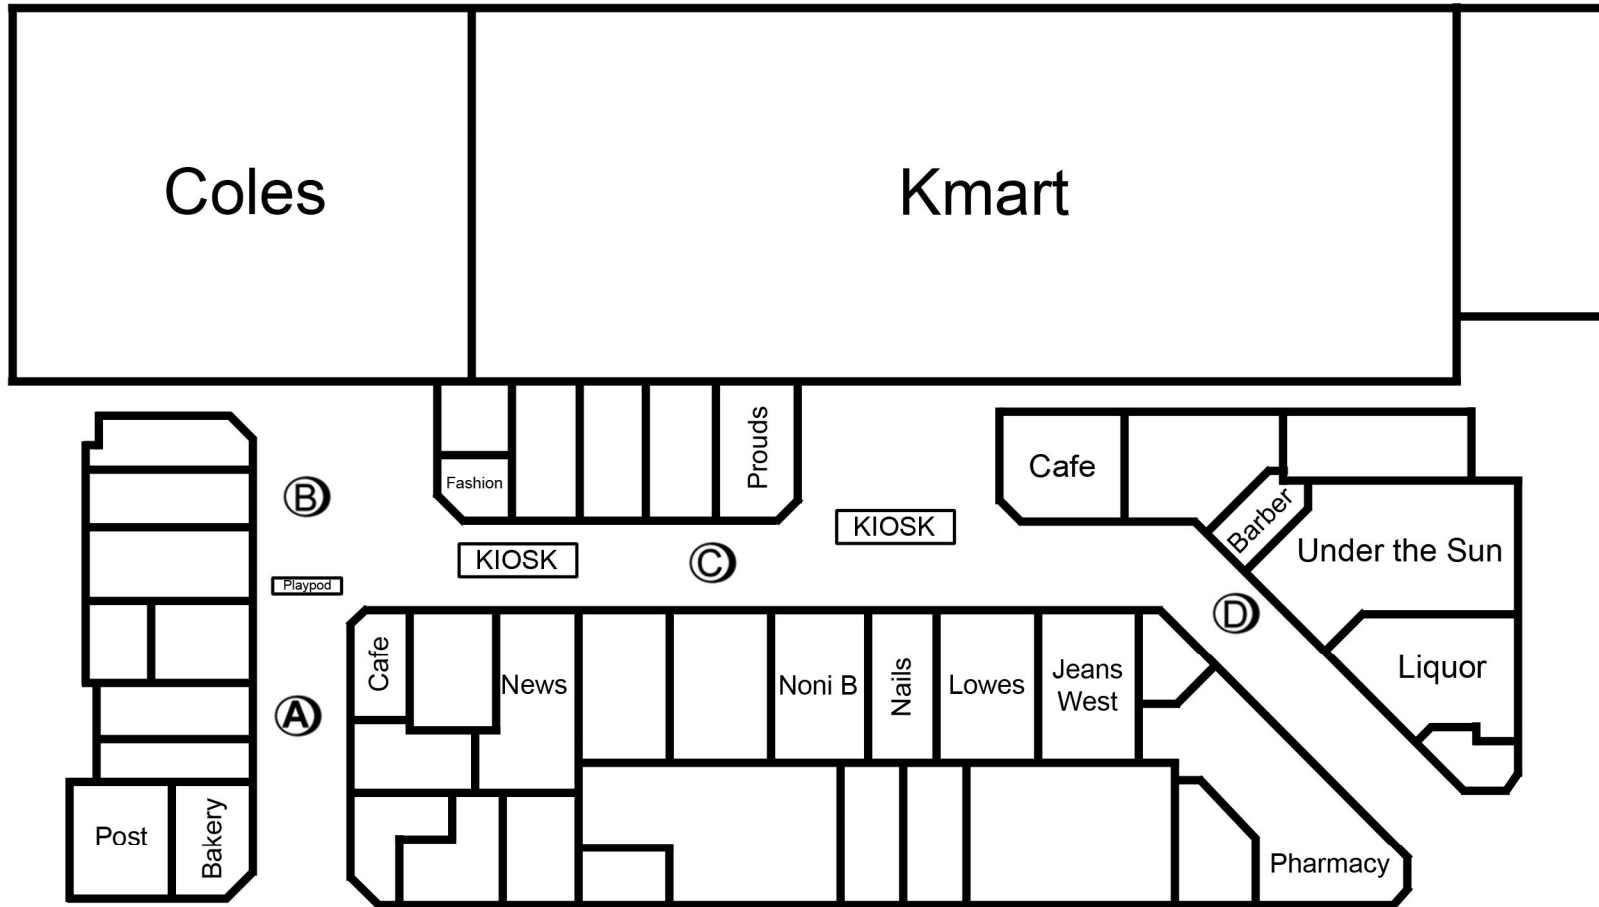 Coles
Kmart
Prouds
Cafe
Fashion
B
Barber
KIOSK
KIOSK
Under the Sun
C
Playpod
D
Cafe
News
Noni B
Nails
Lowes
Jeans
West
Liquor
A
Post
Bakery
Pharmacy